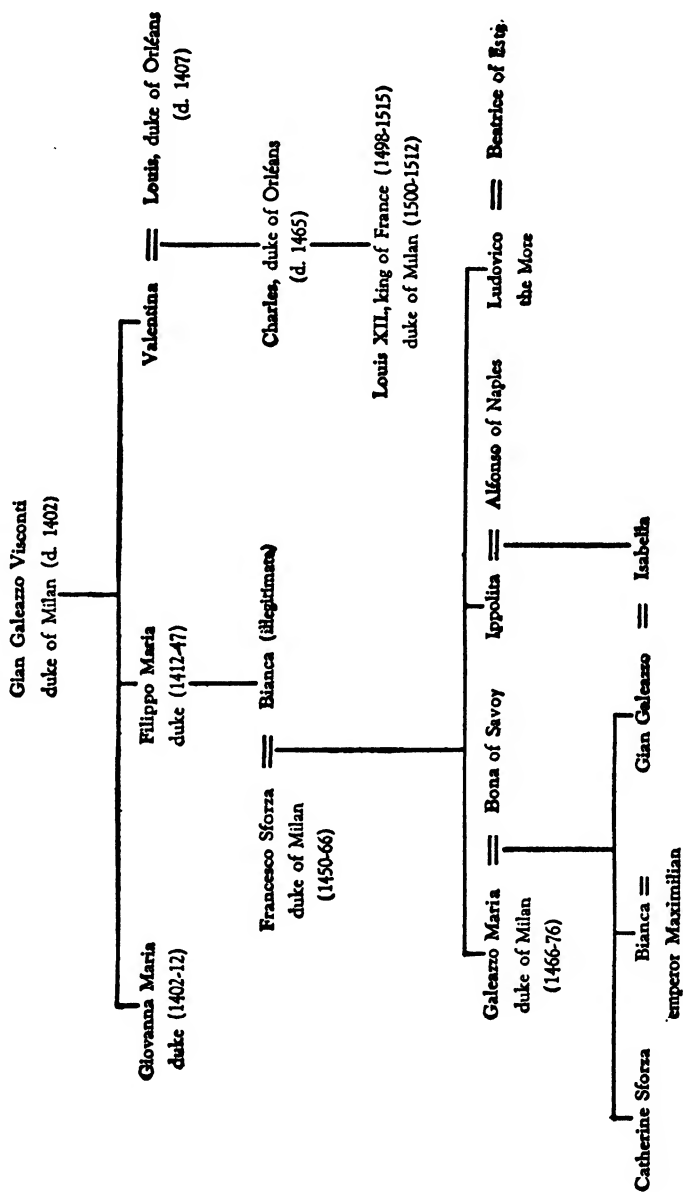 Gian Galeazzo Visconti
duke of Milan (d. 1402)
Giovanna Maria
duke (1402-12)
Filippo Maria
duke (1412-47)
Valentina = Louis, duke of Orléans
(d. 1407)
Francesco Sforza = Bianca (illegitimate)
duke of Milan
(1450-66)
Charles, duke of Orléans
(d. 1465)
Louis XII, king of France (1498-1515)
duke of Milan (1500-1512)
Galeazzo Maria = Bona of Savoy
duke of Milan
(1466-76)
Ippolita = Alfonso of Naples
Ludovico = Beatrice of Este.
the More
Catherine Sforza
Bianca =
emperor Maximilian
Gian Galeazzo = Isabella